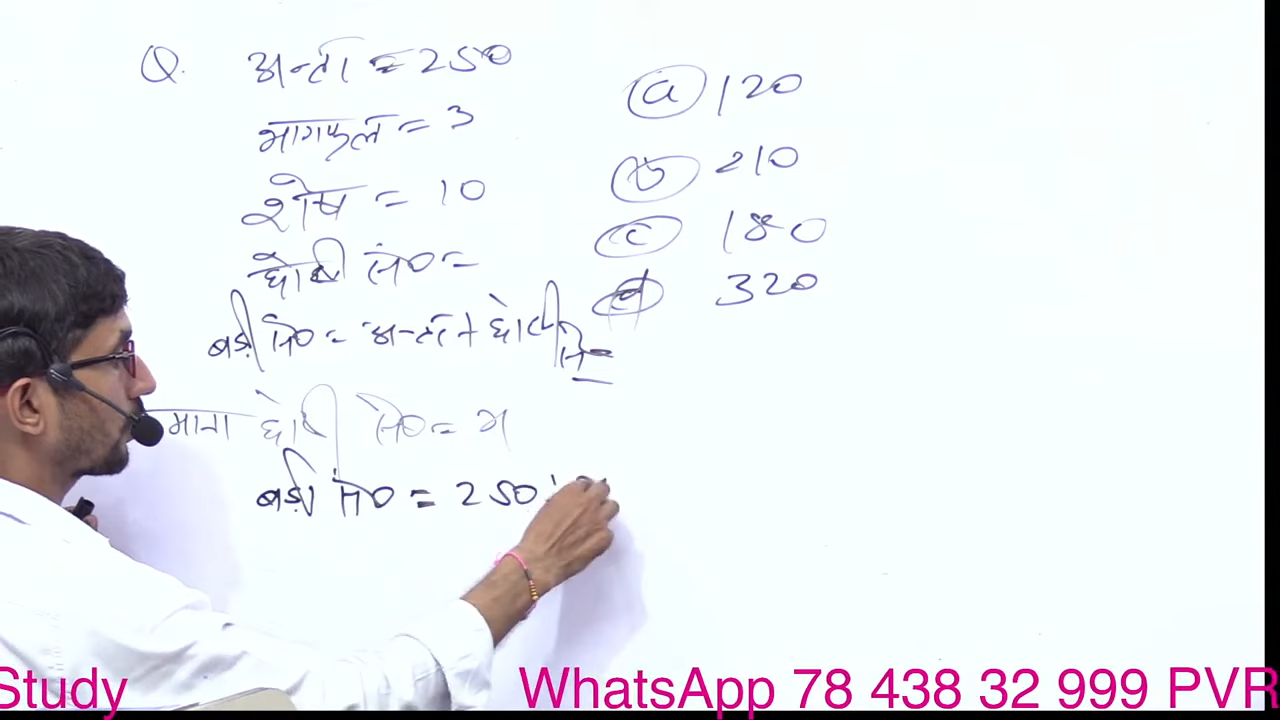 Q. अन्तर = 250
भागफल = 3
शेष = 10
छोटी सं० =
बड़ी सं० = अन्तर + छोटी सं०
माना छोटी सं० = x
बड़ी सं० = 250 +
(a) 120
(b) 210
(c) 180
(d) 320
Study
WhatsApp 78 438 32 999 PVR